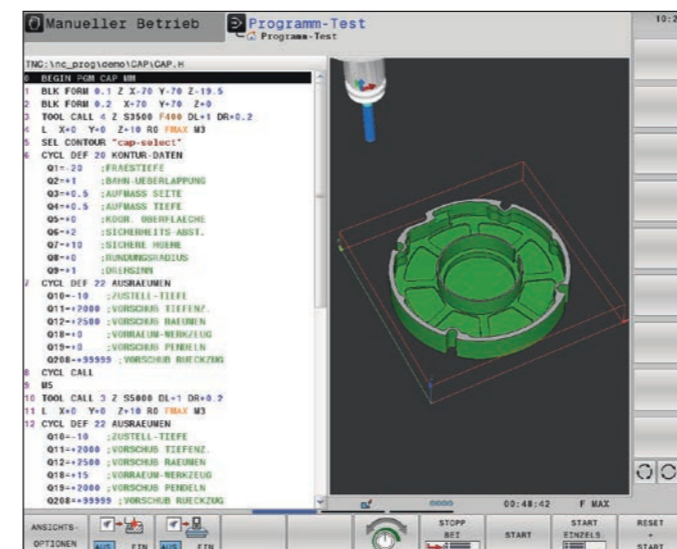 Manueller Betrieb
Programm-Test
Programm-Test
10:2
TNC:\nc_prog\demo\CAP\CAP.H
0 BEGIN PGM CAP MM
1 BLK FORM 0.1 Z X-70 Y-70 Z-19.5
2 BLK FORM 0.2 X+70 Y+70 Z+0
3 TOOL CALL 4 Z S3500 F400 DL+1 DR+0.2
4 L X+0 Y+0 Z+10 R0 FMAX M3
5 SEL CONTOUR "cap-select"
6 CYCL DEF 20 KONTUR-DATEN
Q1=-20 ;FRAESTIEFE
Q2=+1 ;BAHN-UEBERLAPPUNG
Q3=+0.5 ;AUFMASS SEITE
Q4=+0.5 ;AUFMASS TIEFE
Q5=+0 ;KOOR. OBERFLAECHE
Q6=+2 ;SICHERHEITS-ABST.
Q7=+10 ;SICHERE HOEHE
Q8=+0 ;RUNDUNGSRADIUS
Q9=+1 ;DREHSINN
7 CYCL DEF 22 AUSRAEUMEN
Q10=-10 ;ZUSTELL-TIEFE
Q11=+2000 ;VORSCHUB TIEFENZ.
Q12=+2500 ;VORSCHUB RAEUMEN
Q18=+0 ;VORRAEUM-WERKZEUG
Q19=+0 ;VORSCHUB PENDELN
Q208=+99999 ;VORSCHUB RUECKZUG
8 CYCL CALL
9 M5
10 TOOL CALL 3 Z S5000 DL+1 DR+0.2
11 L X+0 Y+0 Z+10 R0 FMAX M3
12 CYCL DEF 22 AUSRAEUMEN
Q10=-10 ;ZUSTELL-TIEFE
Q11=+2000 ;VORSCHUB TIEFENZ.
Q12=+2500 ;VORSCHUB RAEUMEN
Q18=+15 ;VORRAEUM-WERKZEUG
Q19=+2000 ;VORSCHUB PENDELN
Q208=+99999 ;VORSCHUB RUECKZUG
00:48:42 F MAX
ANSICHTS-
OPTIONEN
AUS EIN
AUS EIN
STOPP
BEI
START
START
EINZELS.
RESET
+
START